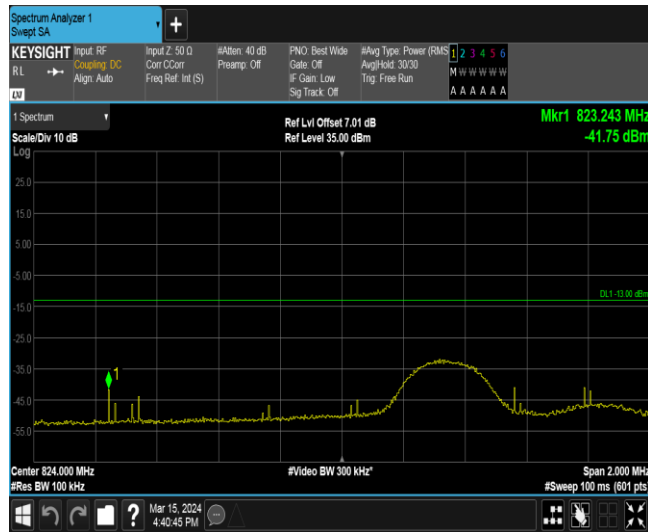 Spectrum Analyzer 1
Swept SA
+
KEYSIGHT Input: RF Input Z: 50 Ω #Atten: 40 dB PNO: Best Wide #Avg Type: Power (RMS 1 2 3 4 5 6
RL Coupling: DC Corr CCorr Preamp: Off Gate: Off Avg|Hold: 30/30 M W W W W W
Align: Auto Freq Ref: Int (S) IF Gain: Low Trig: Free Run
LXI Sig Track: Off A A A A A A
1 Spectrum Ref Lvl Offset 7.01 dB Mkr1 823.243 MHz
Scale/Div 10 dB Ref Level 35.00 dBm -41.75 dBm
Log
25.0
15.0
5.00
-5.00
DL1 -13.00 dBm
-15.0
-25.0
-35.0
1
-45.0
-55.0
Center 824.000 MHz #Video BW 300 kHz* Span 2.000 MHz
#Res BW 100 kHz #Sweep 100 ms (601 pts)
? Mar 15, 2024
4:40:45 PM